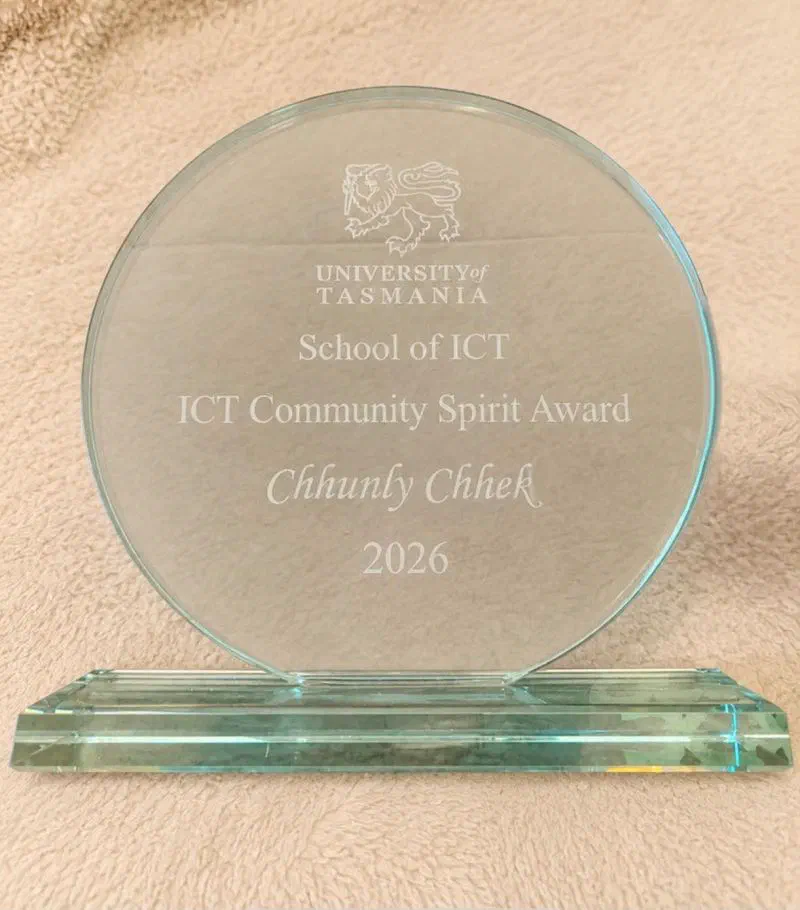 UNIVERSITY of
TASMANIA
School of ICT
ICT Community Spirit Award
Chhunly Chhek
2026